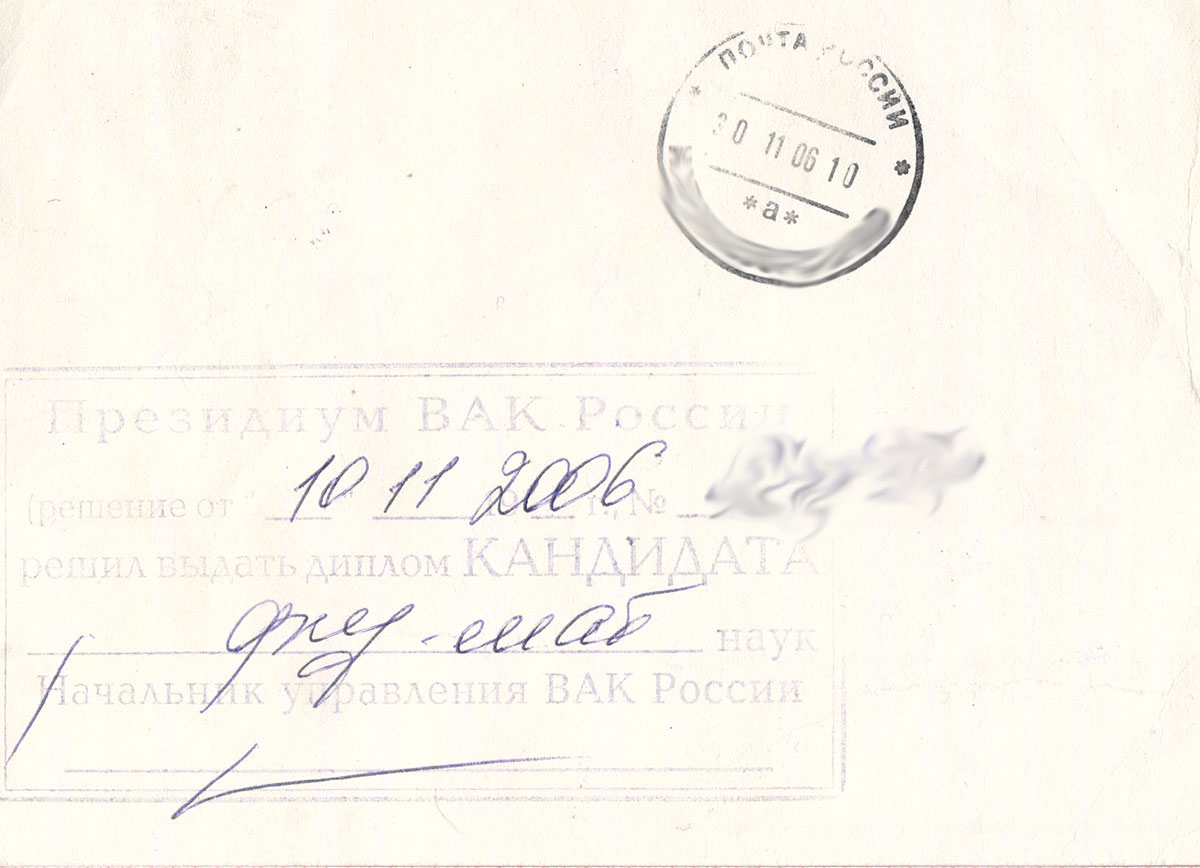 ПОЧТА РОССИИ
30 11 06 10
*а*
Президиум ВАК России
(решение от "10" 11 2006 г., №
решил выдать диплом КАНДИДАТА
физ-мат наук
Начальник управления ВАК России